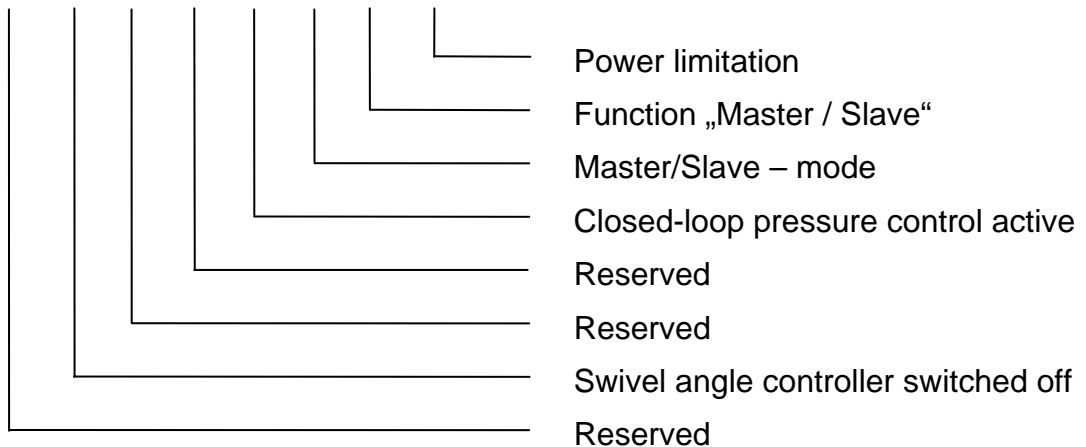 Power limitation
Function „Master / Slave“
Master/Slave – mode
Closed-loop pressure control active
Reserved
Reserved
Swivel angle controller switched off
Reserved